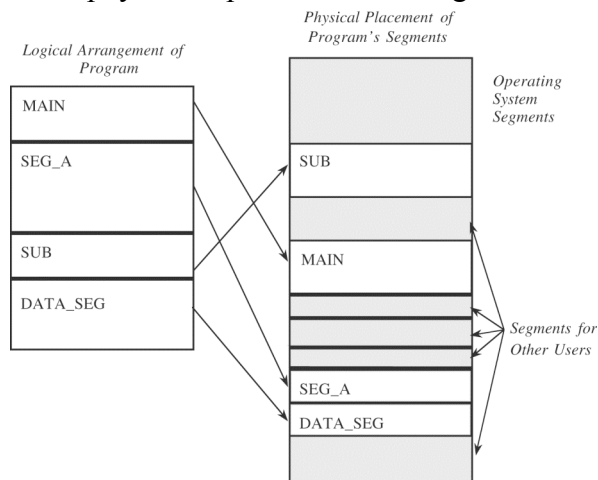 Physical Placement of
Program's Segments
Logical Arrangement of
Program
MAIN
SEG_A
SUB
DATA_SEG
SUB
MAIN
SEG_A
DATA_SEG
Operating
System
Segments
Segments for
Other Users